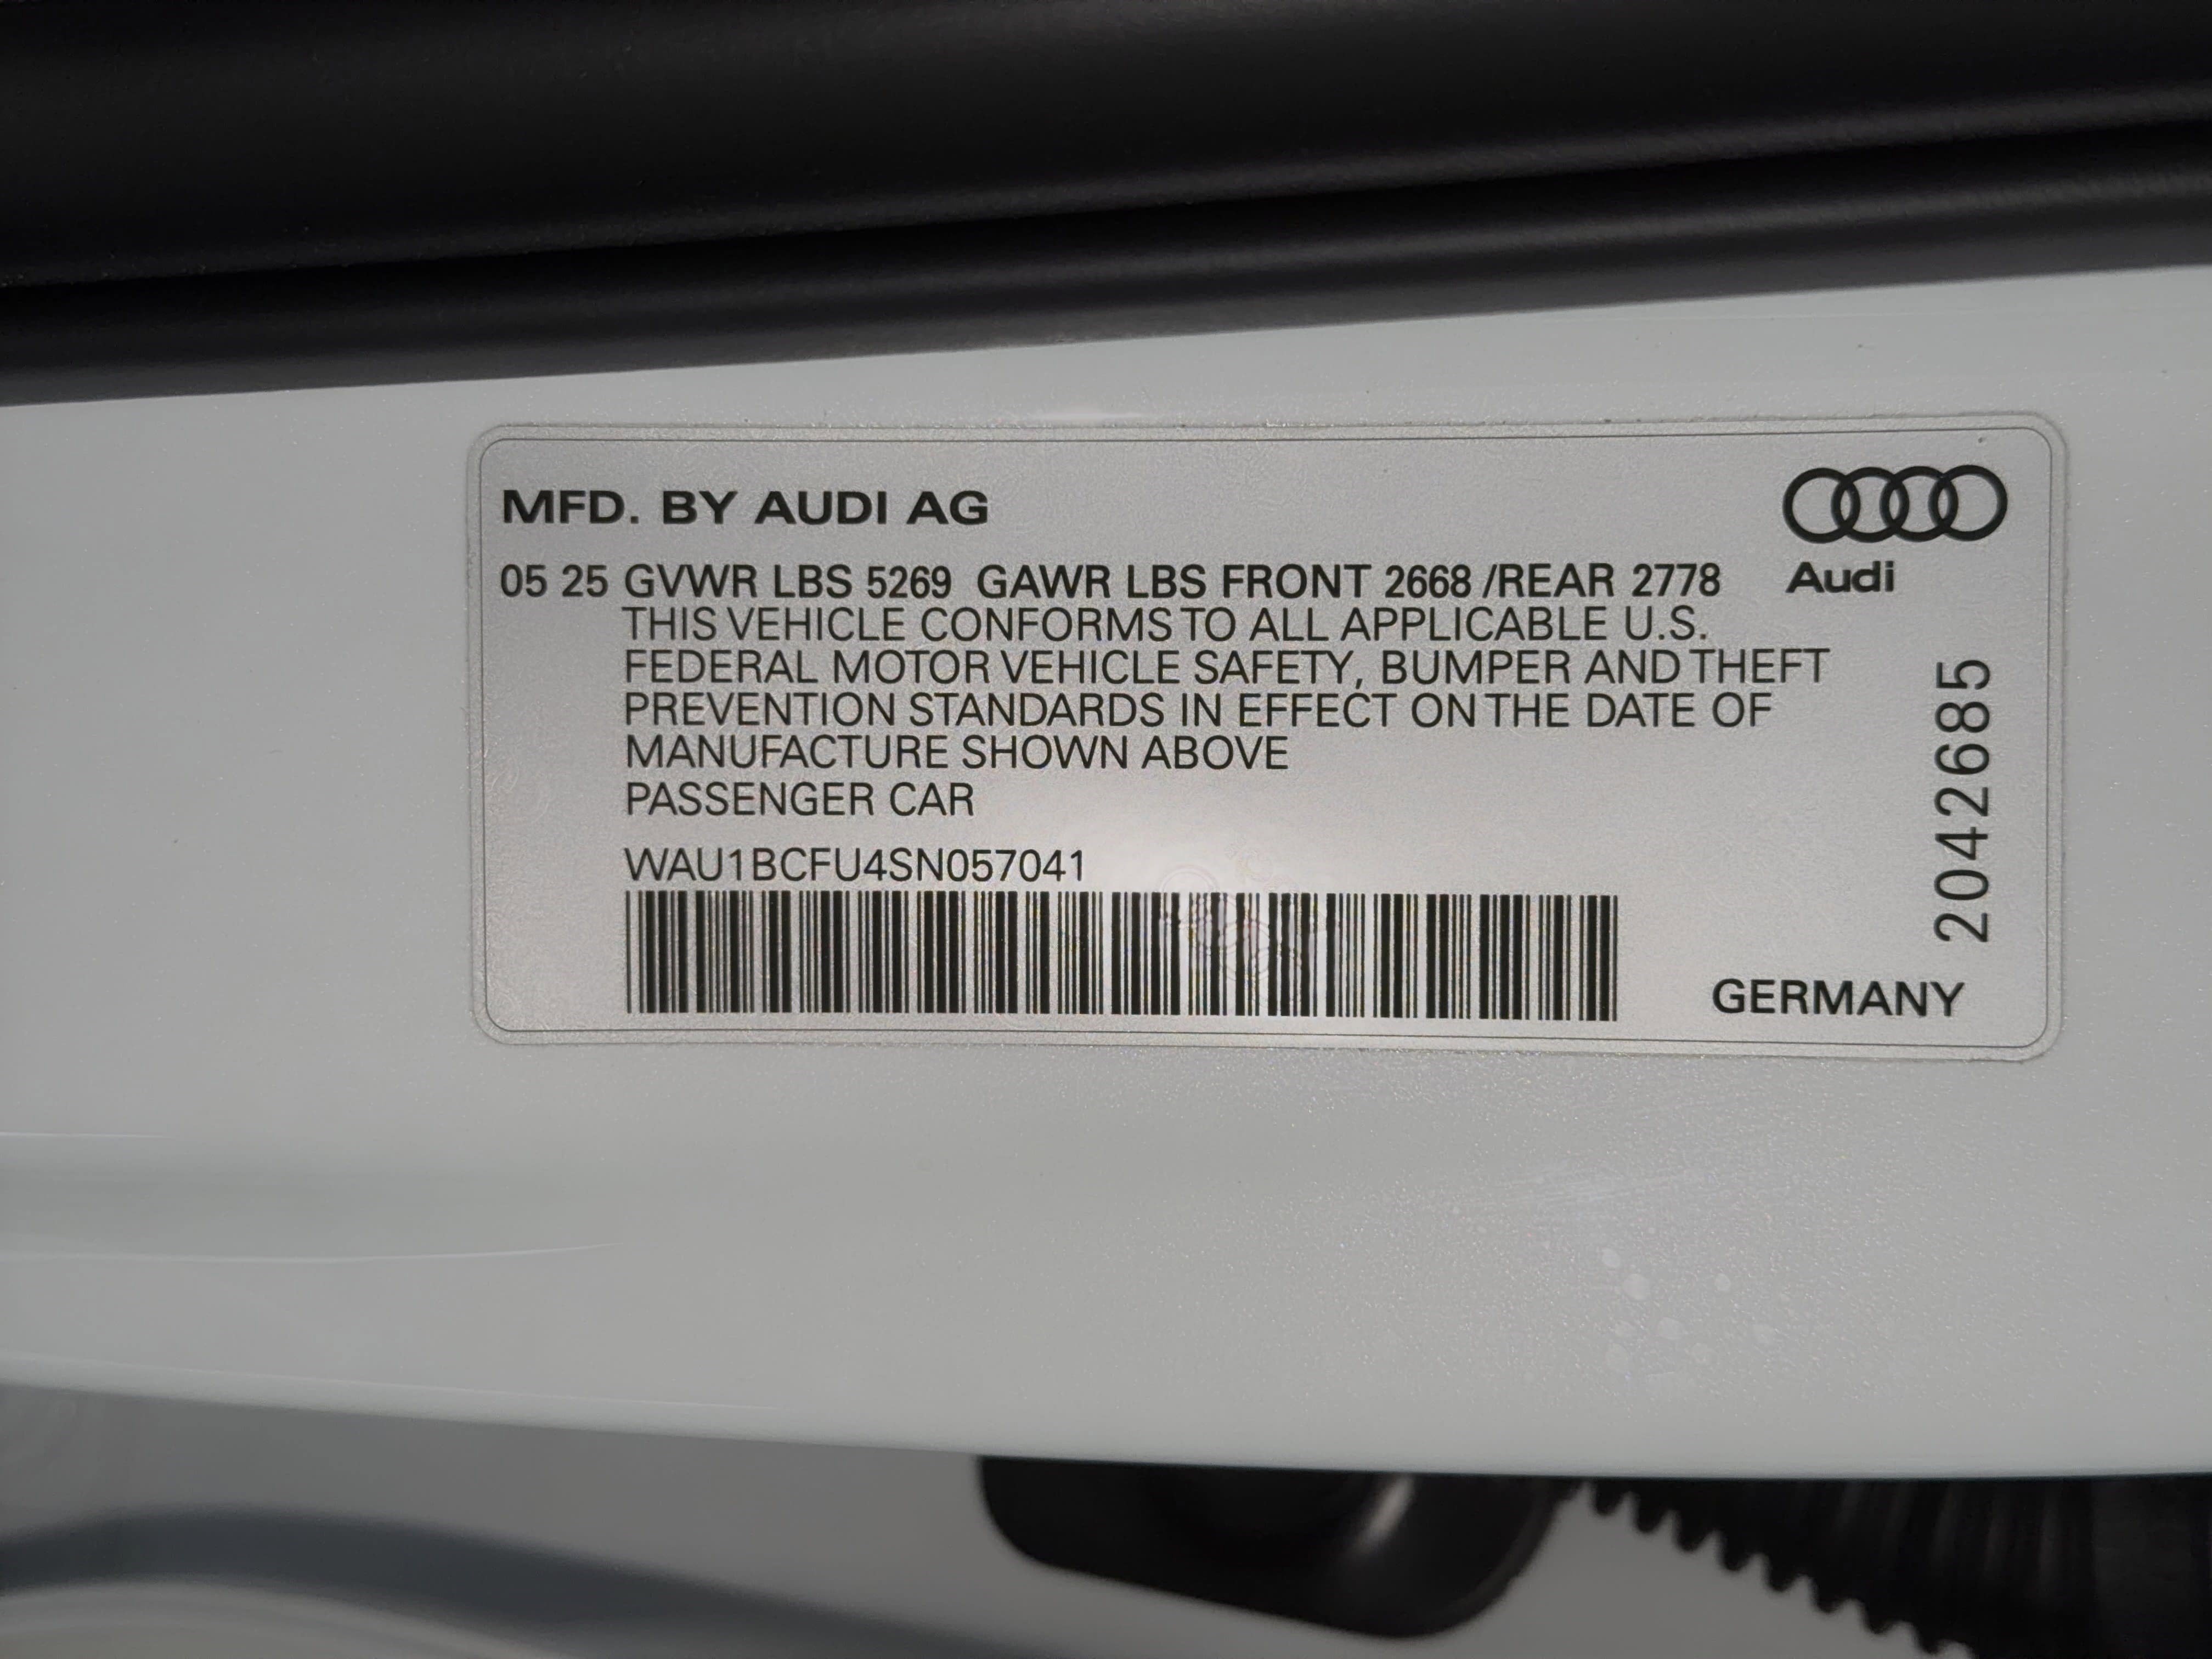 MFD. BY AUDI AG
05 25 GVWR LBS 5269 GAWR LBS FRONT 2668 /REAR 2778
Audi
THIS VEHICLE CONFORMS TO ALL APPLICABLE U.S.
FEDERAL MOTOR VEHICLE SAFETY, BUMPER AND THEFT
PREVENTION STANDARDS IN EFFECT ON THE DATE OF
MANUFACTURE SHOWN ABOVE
PASSENGER CAR
WAU1BCFU4SN057041
2042685
GERMANY